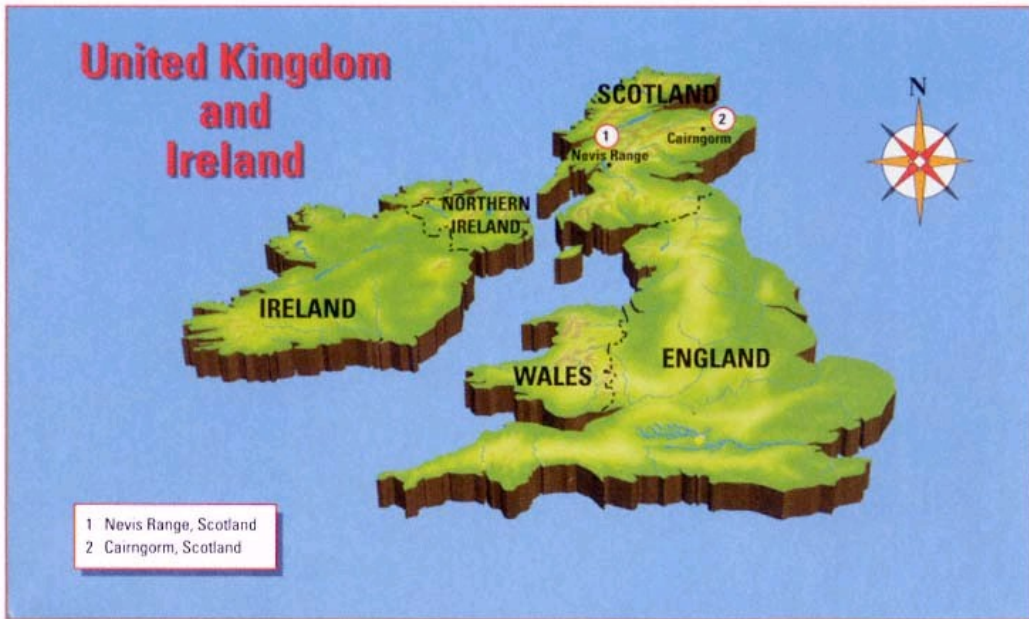 United Kingdom
and
Ireland
N
SCOTLAND
1
2
Cairngorm
Nevis Range
NORTHERN
IRELAND
IRELAND
WALES
ENGLAND
1 Nevis Range, Scotland
2 Cairngorm, Scotland